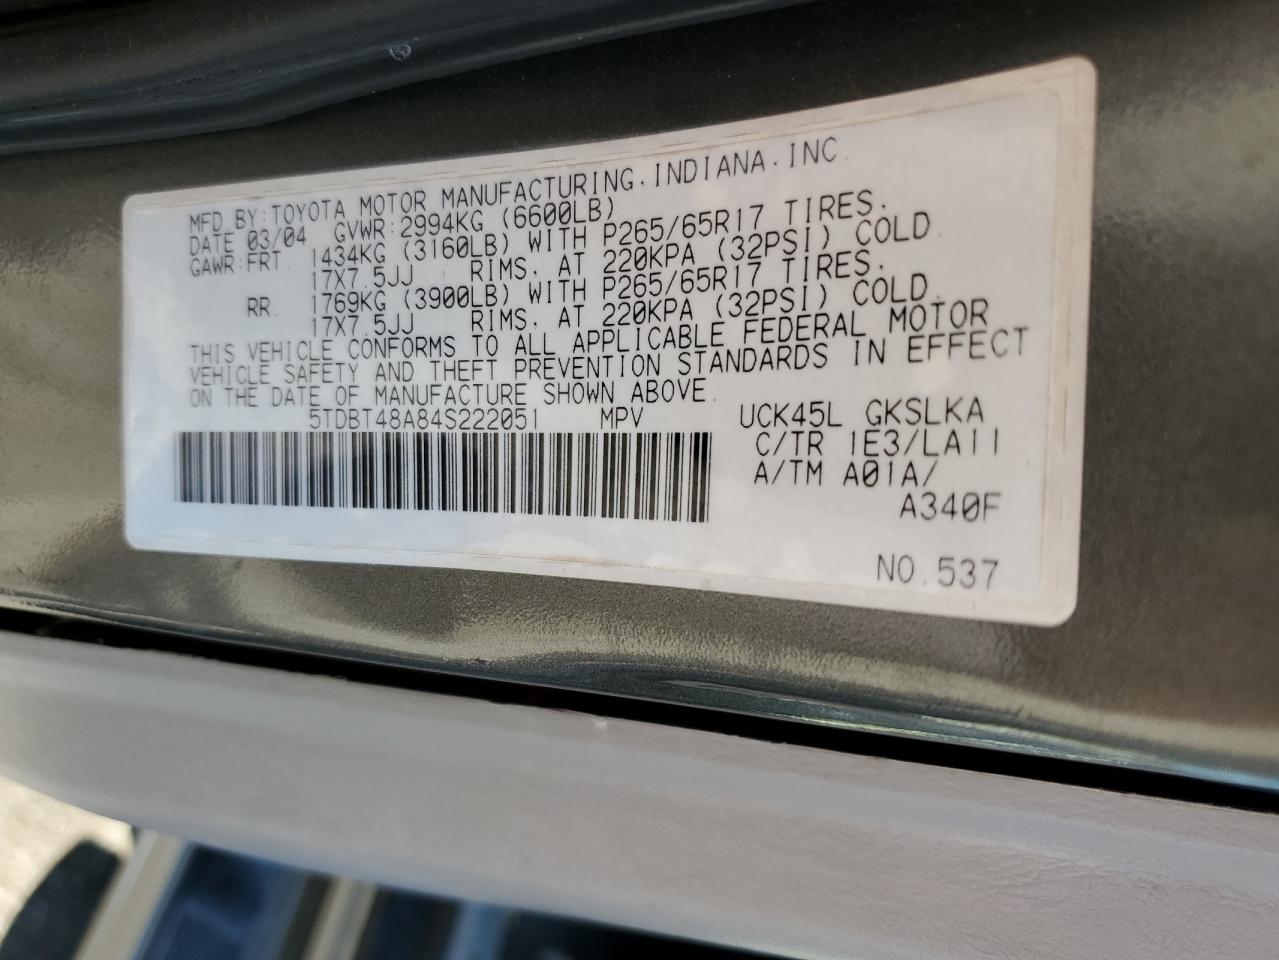 MFD.BY:TOYOTA MOTOR MANUFACTURING.INDIANA.INC.
DATE 03/04 GVWR:2994KG (6600LB)
GAWR:FRT. 1434KG (3160LB) WITH P265/65R17 TIRES.
17X7.5JJ RIMS, AT 220KPA (32PSI) COLD.
RR. 1769KG (3900LB) WITH P265/65R17 TIRES.
17X7.5JJ RIMS, AT 220KPA (32PSI) COLD.
THIS VEHICLE CONFORMS TO ALL APPLICABLE FEDERAL MOTOR
VEHICLE SAFETY AND THEFT PREVENTION STANDARDS IN EFFECT
ON THE DATE OF MANUFACTURE SHOWN ABOVE.
5TDBT48A84S222051 MPV UCK45L GKSLKA
C/TR 1E3/LA11
A/TM A01A/
A340F
NO.537